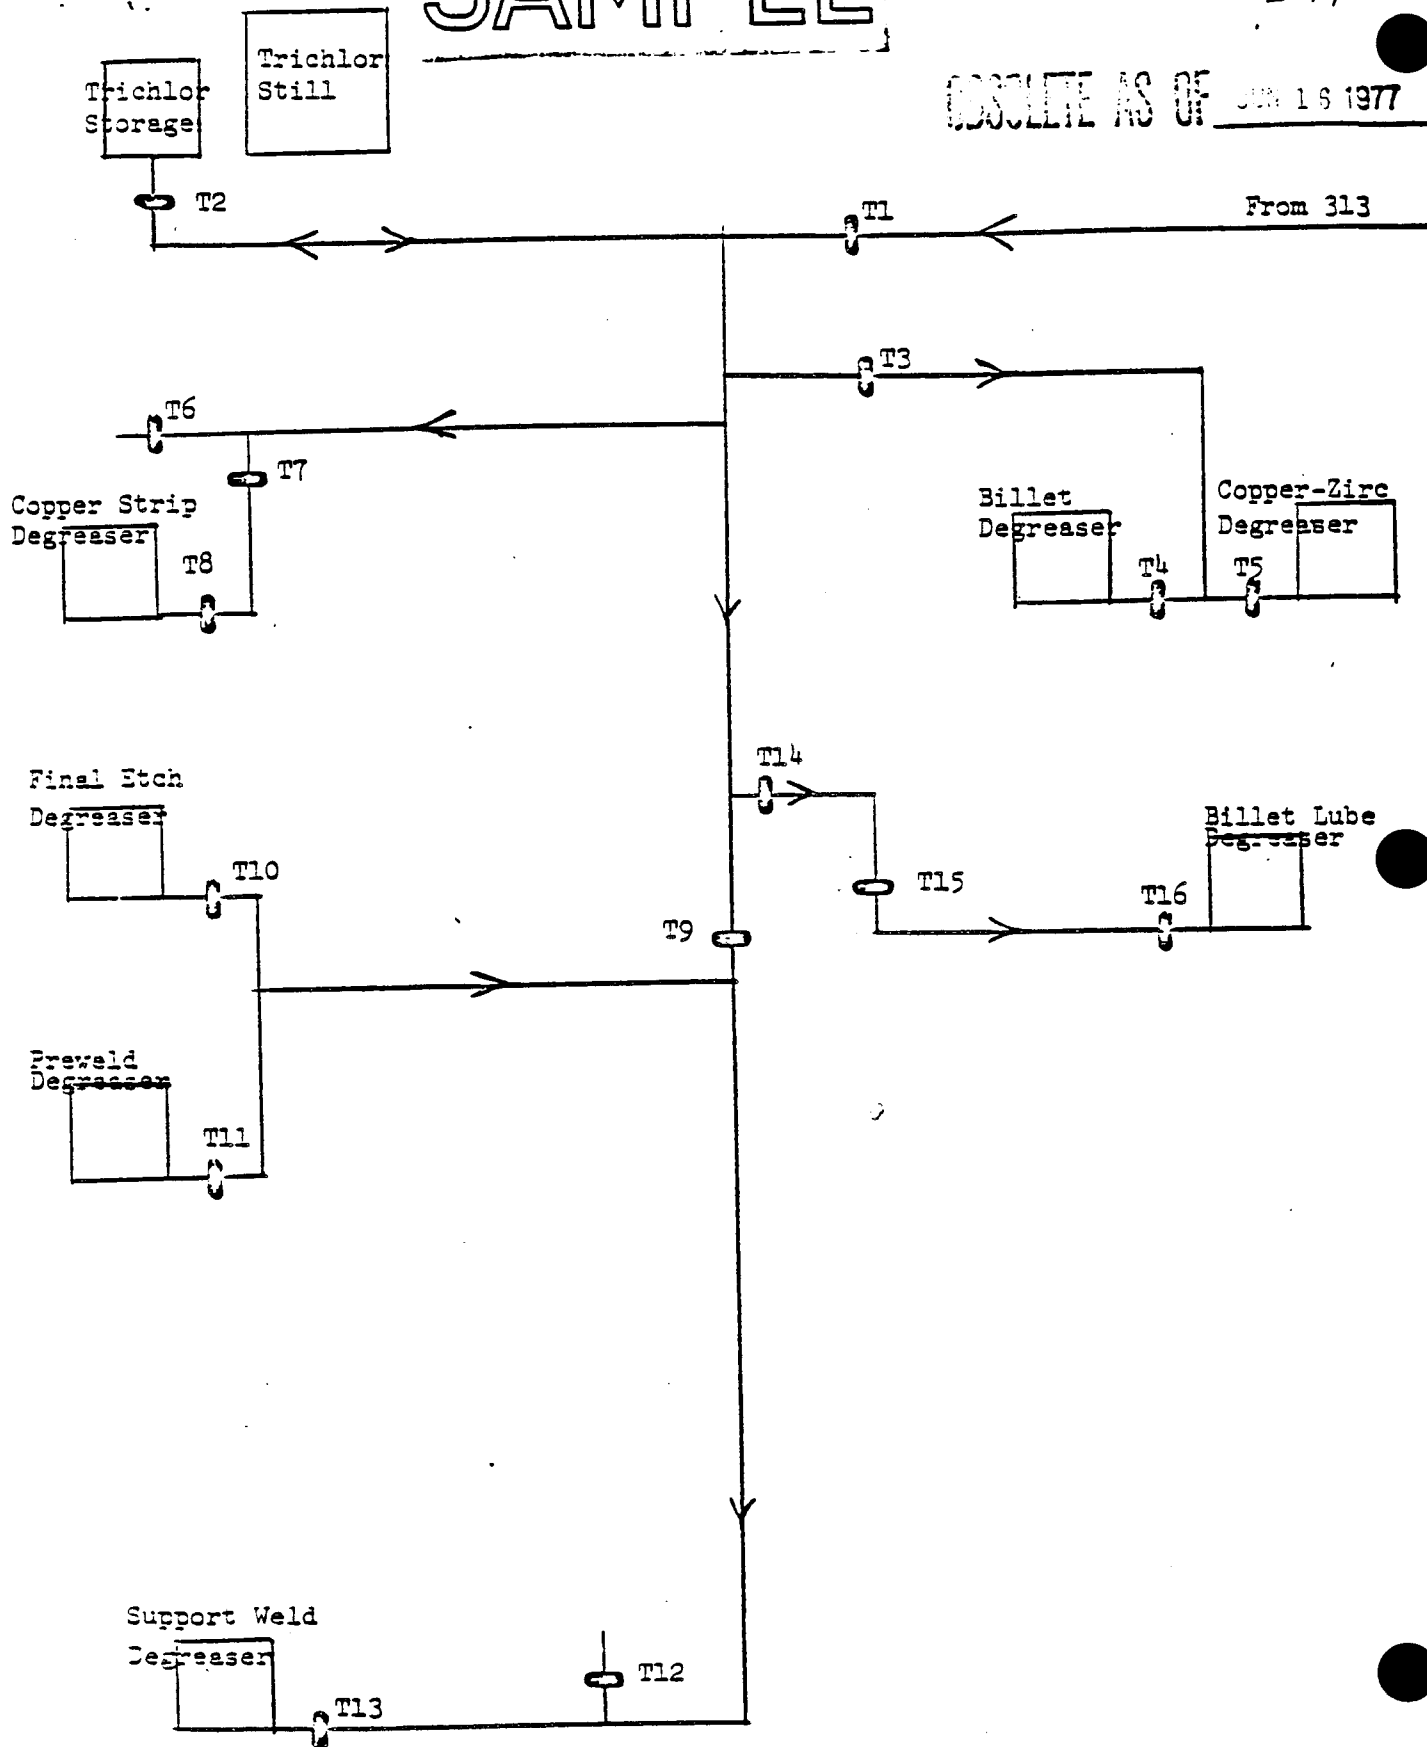 SAMPLE
Trichlor
Still
Trichlor
Storage
OBSOLETE AS OF JUN 16 1977
T2
T1
From 313
T3
T6
T7
Copper Strip
Degreaser
T8
Billet
Degreaser
Copper-Zirc
Degreaser
T4
T5
T14
Final Etch
Degreaser
T10
Billet Lube
Degreaser
T15
T16
T9
Preweld
Degreaser
T11
Support Weld
Degreaser
T12
T13